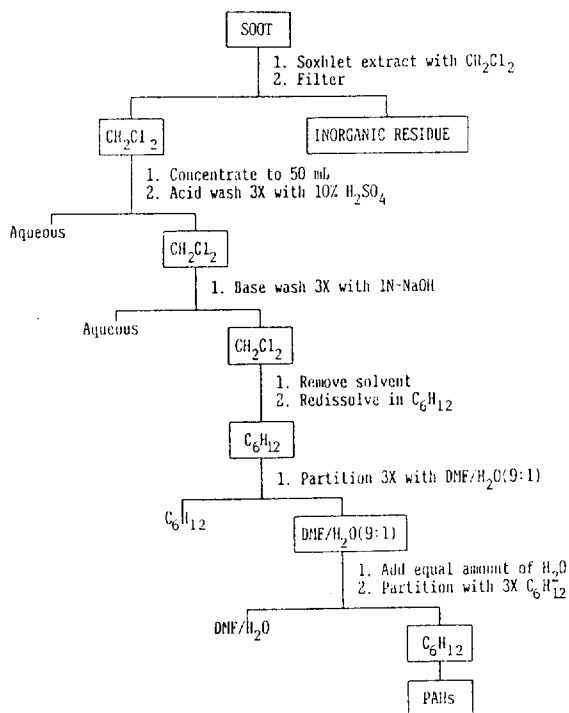 SOOT
1. Soxhlet extract with CH₂Cl₂
2. Filter
CH₂Cl₂
INORGANIC RESIDUE
1. Concentrate to 50 mL
2. Acid wash 3X with 10% H₂SO₄
Aqueous
CH₂Cl₂
1. Base wash 3X with 1N-NaOH
Aqueous
CH₂Cl₂
1. Remove solvent
2. Redissolve in C₆H₁₂
C₆H₁₂
1. Partition 3X with DMF/H₂O(9:1)
C₆H₁₂
DMF/H₂O(9:1)
1. Add equal amount of H₂O
2. Partition with 3X C₆H₁₂
DMF/H₂O
C₆H₁₂
PAHs